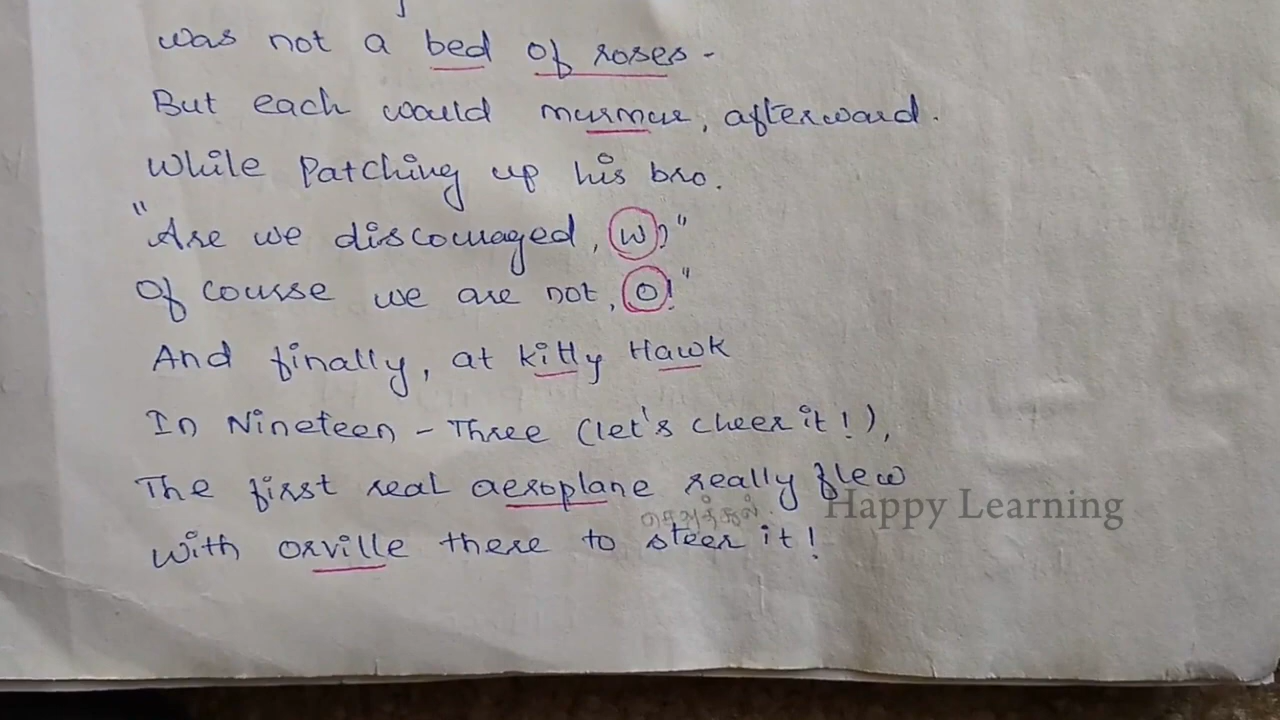 was not a bed of roses -
But each would murmur, afterward.
While Patching up his bro.
"Are we discouraged, W?"
Of course we are not, O!"
And finally, at kitty Hawk
In Nineteen - Three (let's cheer it!),
The first real aeroplane really flew
Happy Learning
செலுத்துதல்
with orville there to steer it!